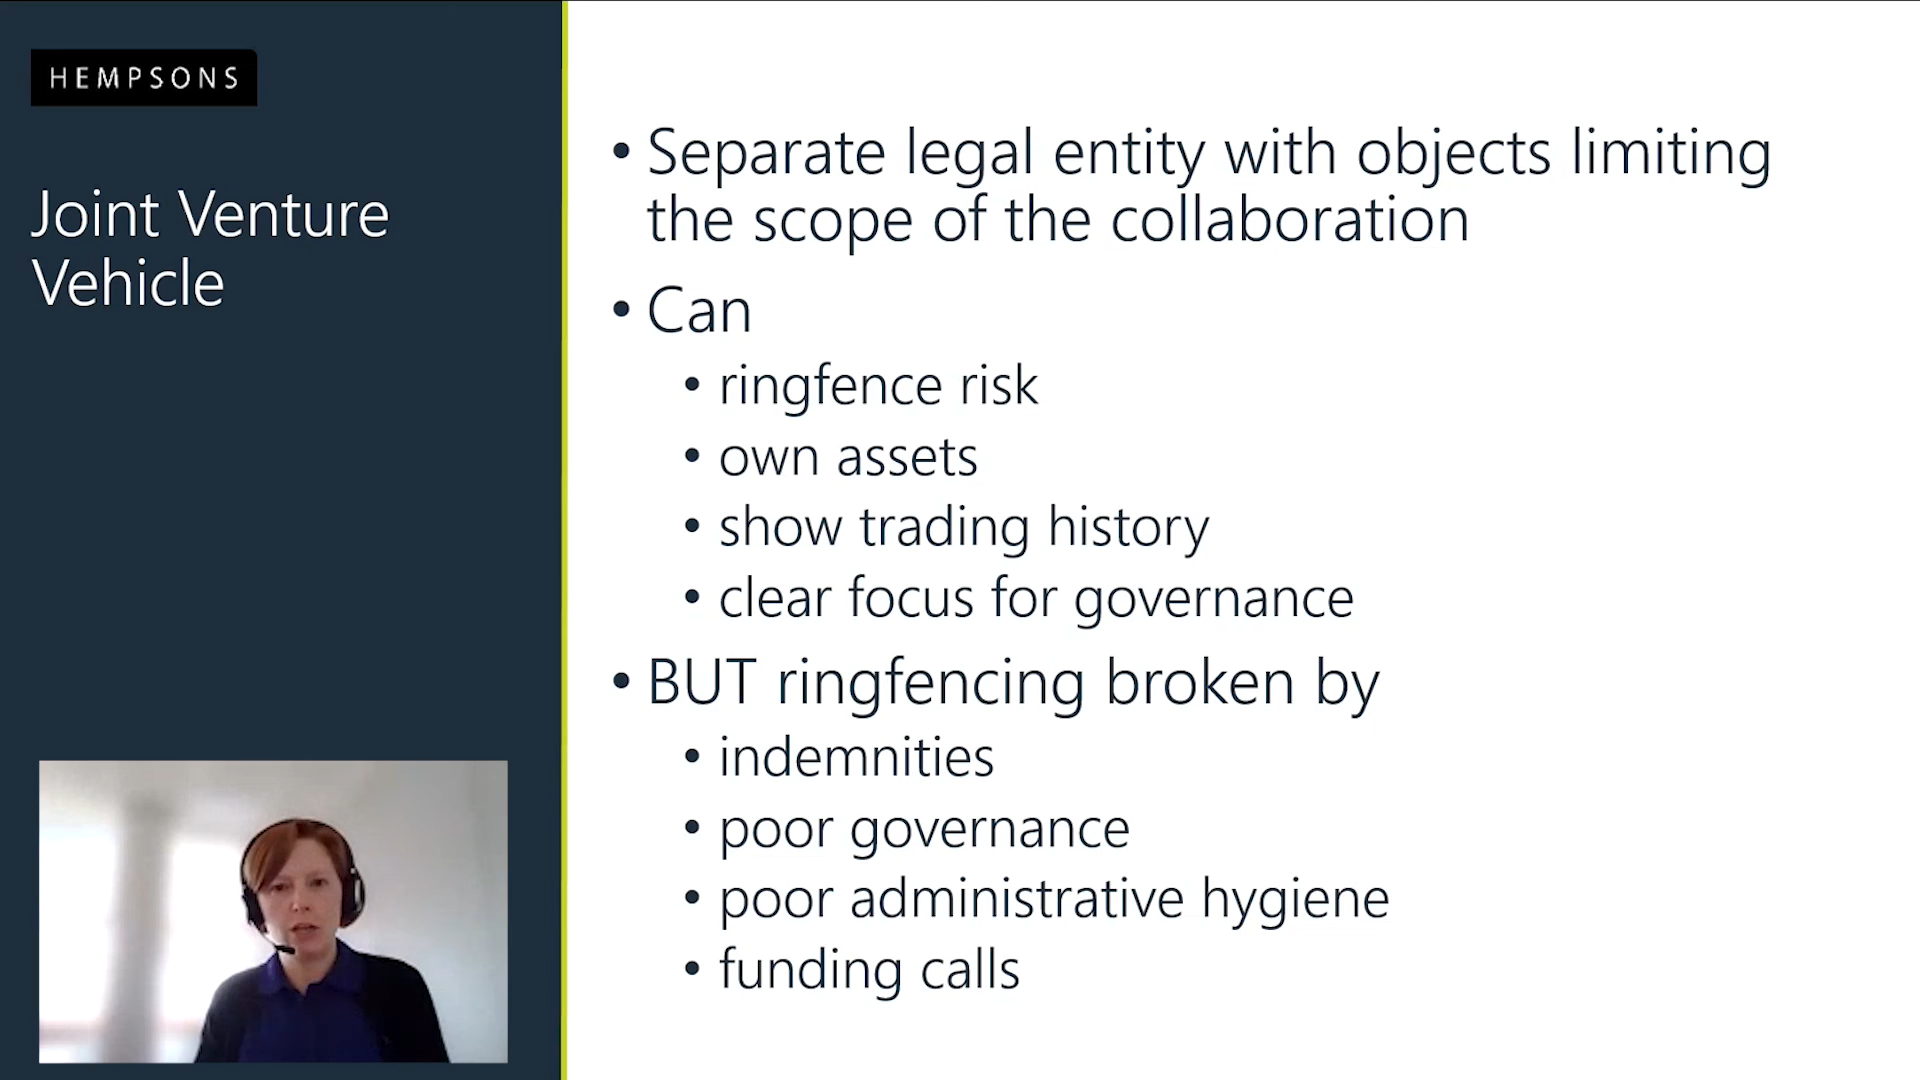 HEMPSONS
Joint Venture
Vehicle
• Separate legal entity with objects limiting
the scope of the collaboration
• Can
• ringfence risk
• own assets
• show trading history
• clear focus for governance
• BUT ringfencing broken by
• indemnities
• poor governance
• poor administrative hygiene
• funding calls